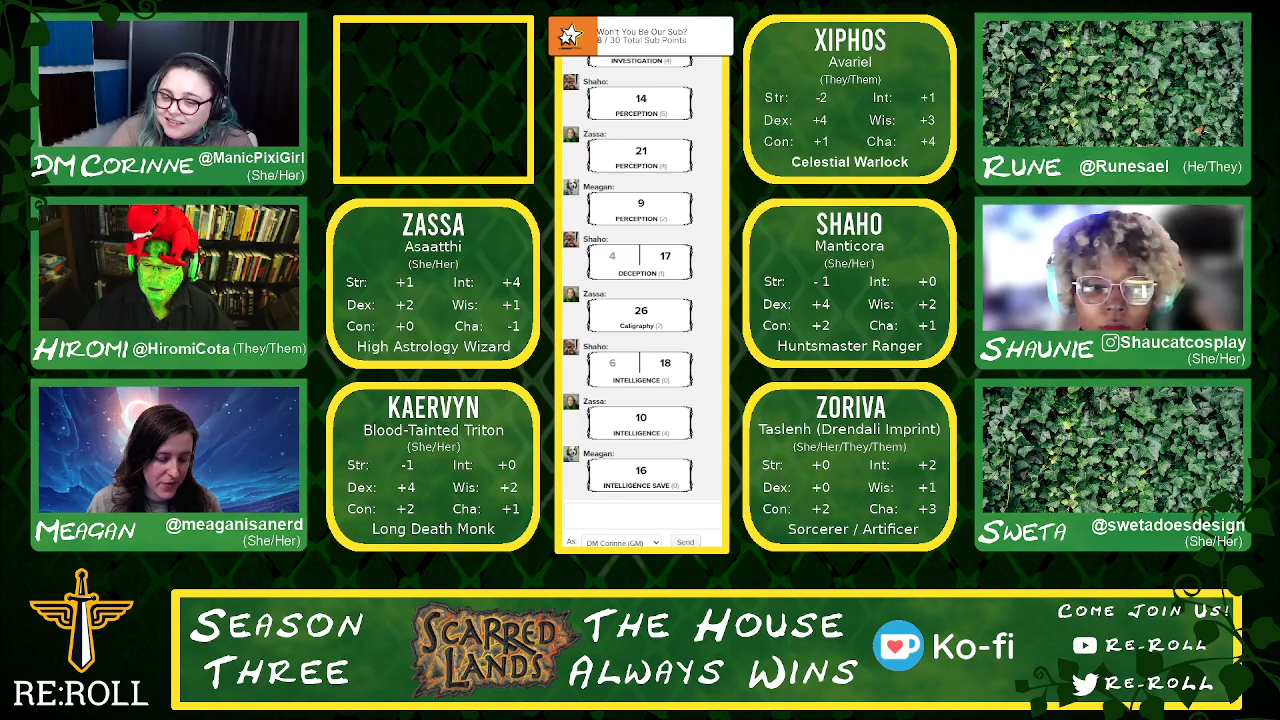 DM CORINNE @ManicPixiGirl
(She/Her)
HIROMI @HiromiCota (They/Them)
MEAGAN @meaganisanerd
(She/Her)
ZASSA
Asaatthi
(She/Her)
Str: +1 Int: +4
Dex: +2 Wis: +1
Con: +0 Cha: -1
High Astrology Wizard
KAERVYN
Blood-Tainted Triton
(She/Her)
Str: -1 Int: +0
Dex: +4 Wis: +2
Con: +2 Cha: +1
Long Death Monk
Won't You Be Our Sub?
8 / 30 Total Sub Points
INVESTIGATION (4)
Shaho:
14
PERCEPTION (5)
Zassa:
21
PERCEPTION (4)
Meagan:
9
PERCEPTION (2)
Shaho:
4 17
DECEPTION (1)
Zassa:
26
Caligraphy (7)
Shaho:
6 18
INTELLIGENCE (0)
Zassa:
10
INTELLIGENCE (4)
Meagan:
16
INTELLIGENCE SAVE (0)
As: DM Corinne (GM) Send
XIPHOS
Avariel
(They/Them)
Str: -2 Int: +1
Dex: +4 Wis: +3
Con: +1 Cha: +4
Celestial Warlock
SHAHO
Manticora
(She/Her)
Str: - 1 Int: +0
Dex: +4 Wis: +2
Con: +2 Cha: +1
Huntsmaster Ranger
ZORIVA
Taslenh (Drendali Imprint)
(She/Her/They/Them)
Str: +0 Int: +2
Dex: +0 Wis: +1
Con: +2 Cha: +3
Sorcerer / Artificer
RUNE @Runesael (He/They)
SHAUNIE Shaucatcosplay
(She/Her)
SWETA @swetadoesdesign
(She/Her)
RE:ROLL
SEASON
THREE
SCARRED
LANDS
THE HOUSE
ALWAYS WINS
Ko-fi
COME JOIN US!
RE-ROLL
RE-ROLL